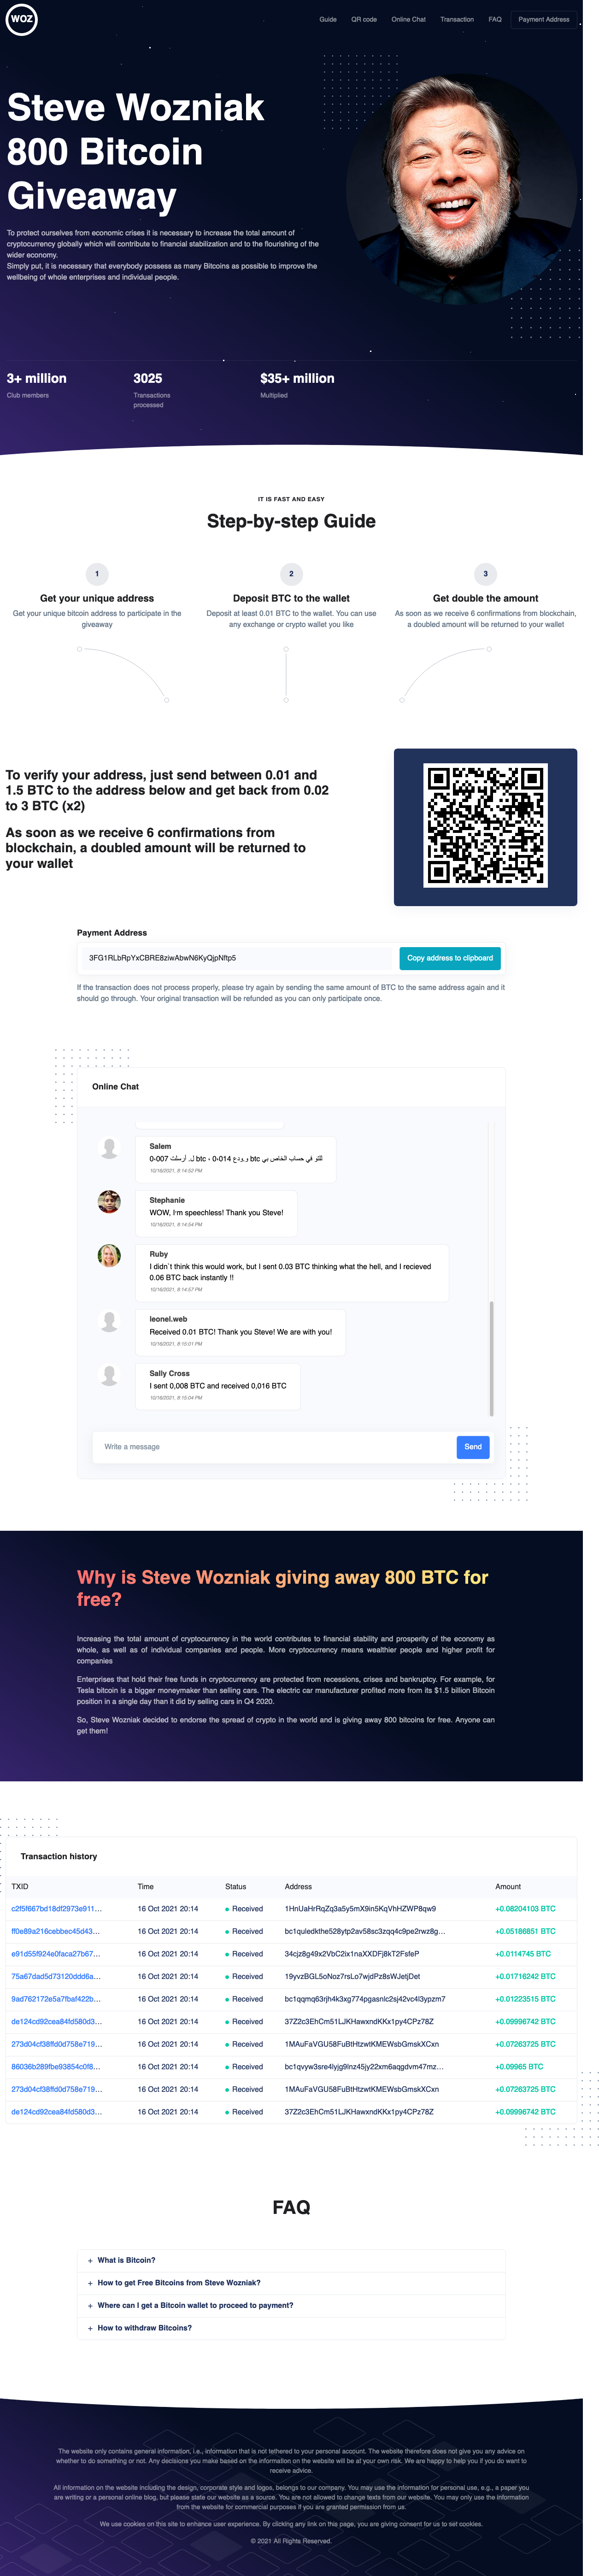 WOZ
Guide QR code Online Chat Transaction FAQ Payment Address
Steve Wozniak
800 Bitcoin
Giveaway
To protect ourselves from economic crises it is necessary to increase the total amount of
cryptocurrency globally which will contribute to financial stabilization and to the flourishing of the
wider economy.
Simply put, it is necessary that everybody possess as many Bitcoins as possible to improve the
wellbeing of whole enterprises and individual people.
3+ million 3025 $35+ million
Club members Transactions Multiplied
processed
IT IS FAST AND EASY
Step-by-step Guide
1 2 3
Get your unique address Deposit BTC to the wallet Get double the amount
Get your unique bitcoin address to participate in the Deposit at least 0.01 BTC to the wallet. You can use As soon as we receive 6 confirmations from blockchain,
giveaway any exchange or crypto wallet you like a doubled amount will be returned to your wallet
To verify your address, just send between 0.01 and
1.5 BTC to the address below and get back from 0.02
to 3 BTC (x2)
As soon as we receive 6 confirmations from
blockchain, a doubled amount will be returned to
your wallet
Payment Address
3FG1RLbRpYxCBRE8ziwAbwN6KyQjpNftp5 Copy address to clipboard
If the transaction does not process properly, please try again by sending the same amount of BTC to the same address again and it
should go through. Your original transaction will be refunded as you can only participate once.
Online Chat
Salem
0-007 ل. أرسلت btc ، 0-014 و.ودع btc للتو في حساب الخاص بي
10/16/2021, 8:14:52 PM
Stephanie
WOW, I'm speechless! Thank you Steve!
10/16/2021, 8:14:54 PM
Ruby
I didn`t think this would work, but I sent 0.03 BTC thinking what the hell, and I recieved
0.06 BTC back instantly !!
10/16/2021, 8:14:57 PM
leonel.web
Received 0.01 BTC! Thank you Steve! We are with you!
10/16/2021, 8:15:01 PM
Sally Cross
I sent 0,008 BTC and received 0,016 BTC
10/16/2021, 8:15:04 PM
Write a message Send
Why is Steve Wozniak giving away 800 BTC for
free?
Increasing the total amount of cryptocurrency in the world contributes to financial stability and prosperity of the economy as
whole, as well as of individual companies and people. More cryptocurrency means wealthier people and higher profit for
companies
Enterprises that hold their free funds in cryptocurrency are protected from recessions, crises and bankruptcy. For example, for
Tesla bitcoin is a bigger moneymaker than selling cars. The electric car manufacturer profited more from its $1.5 billion Bitcoin
position in a single day than it did by selling cars in Q4 2020.
So, Steve Wozniak decided to endorse the spread of crypto in the world and is giving away 800 bitcoins for free. Anyone can
get them!
Transaction history
TXID Time Status Address Amount
c2f5f667bd18df2973e911... 16 Oct 2021 20:14 Received 1HnUaHrRqZq3a5y5mX9in5KqVhHZWP8qw9 +0.08204103 BTC
ff0e89a216cebbec45d43... 16 Oct 2021 20:14 Received bc1quledkthe528ytp2av58sc3zqq4c9pe2rwz8g... +0.05186851 BTC
e91d55f924e0faca27b67... 16 Oct 2021 20:14 Received 34cjz8g49x2VbC2ix1naXXDFj8kT2FsfeP +0.0114745 BTC
75a67dad5d73120ddd6a... 16 Oct 2021 20:14 Received 19yvzBGL5oNoz7rsLo7wjdPz8sWJetjDet +0.01716242 BTC
9ad762172e5a7fbaf422b... 16 Oct 2021 20:14 Received bc1qqmq63rjh4k3xg774pgasnlc2sj42vc4l3ypzm7 +0.01223515 BTC
de124cd92cea84fd580d3... 16 Oct 2021 20:14 Received 37Z2c3EhCm51LJKHawxndKKx1py4CPz78Z +0.09996742 BTC
273d04cf38ffd0d758e719... 16 Oct 2021 20:14 Received 1MAuFaVGU58FuBtHtzwtKMEWsbGmskXCxn +0.07263725 BTC
86036b289fbe93854c0f8... 16 Oct 2021 20:14 Received bc1qvyw3sre4lyjg9lnz45jy22xm6aqgdvm47mz... +0.09965 BTC
273d04cf38ffd0d758e719... 16 Oct 2021 20:14 Received 1MAuFaVGU58FuBtHtzwtKMEWsbGmskXCxn +0.07263725 BTC
de124cd92cea84fd580d3... 16 Oct 2021 20:14 Received 37Z2c3EhCm51LJKHawxndKKx1py4CPz78Z +0.09996742 BTC
FAQ
+ What is Bitcoin?
+ How to get Free Bitcoins from Steve Wozniak?
+ Where can I get a Bitcoin wallet to proceed to payment?
+ How to withdraw Bitcoins?
The website only contains general information, i.e., information that is not tethered to your personal account. The website therefore does not give you any advice on
whether to do something or not. Any decisions you make based on the information on the website will be at your own risk. We are happy to help you if you do want to
receive advice.
All information on the website including the design, corporate style and logos, belongs to our company. You may use the information for personal use, e.g., a paper you
are writing or a personal online blog, but please state our website as a source. You are not allowed to change texts from our website. You may only use the information
from the website for commercial purposes if you are granted permission from us.
We use cookies on this site to enhance user experience. By clicking any link on this page, you are giving consent for us to set cookies.
© 2021 All Rights Reserved.